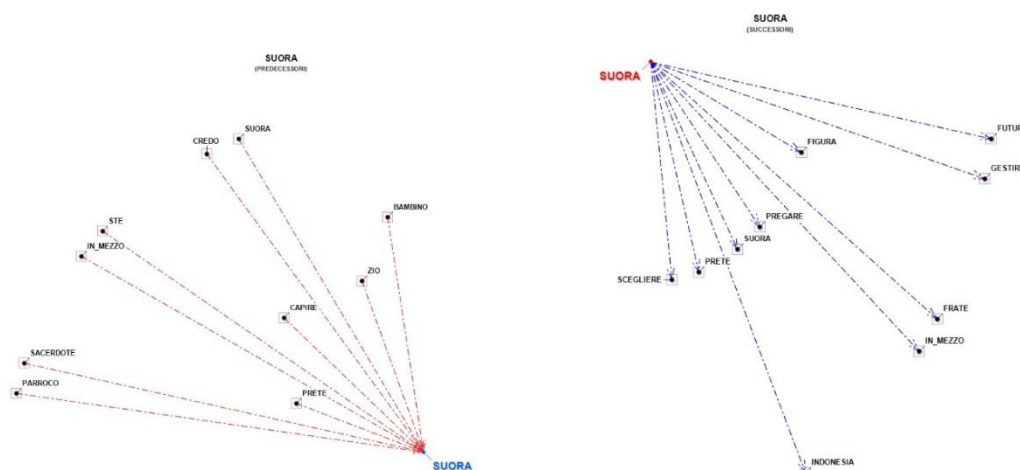 SUORA
(PREDECESSORI)
SUORA
CREDO
BAMBINO
STE
IN_MEZZO
ZIO
CAPIRE
SACERDOTE
PARROCO
PRETE
SUORA
SUORA
(SUCCESSORI)
SUORA
FUTUR
FIGURA
GESTIR
PREGARE
SUORA
PRETE
SCEGLIERE
FRATE
IN_MEZZO
INDONESIA